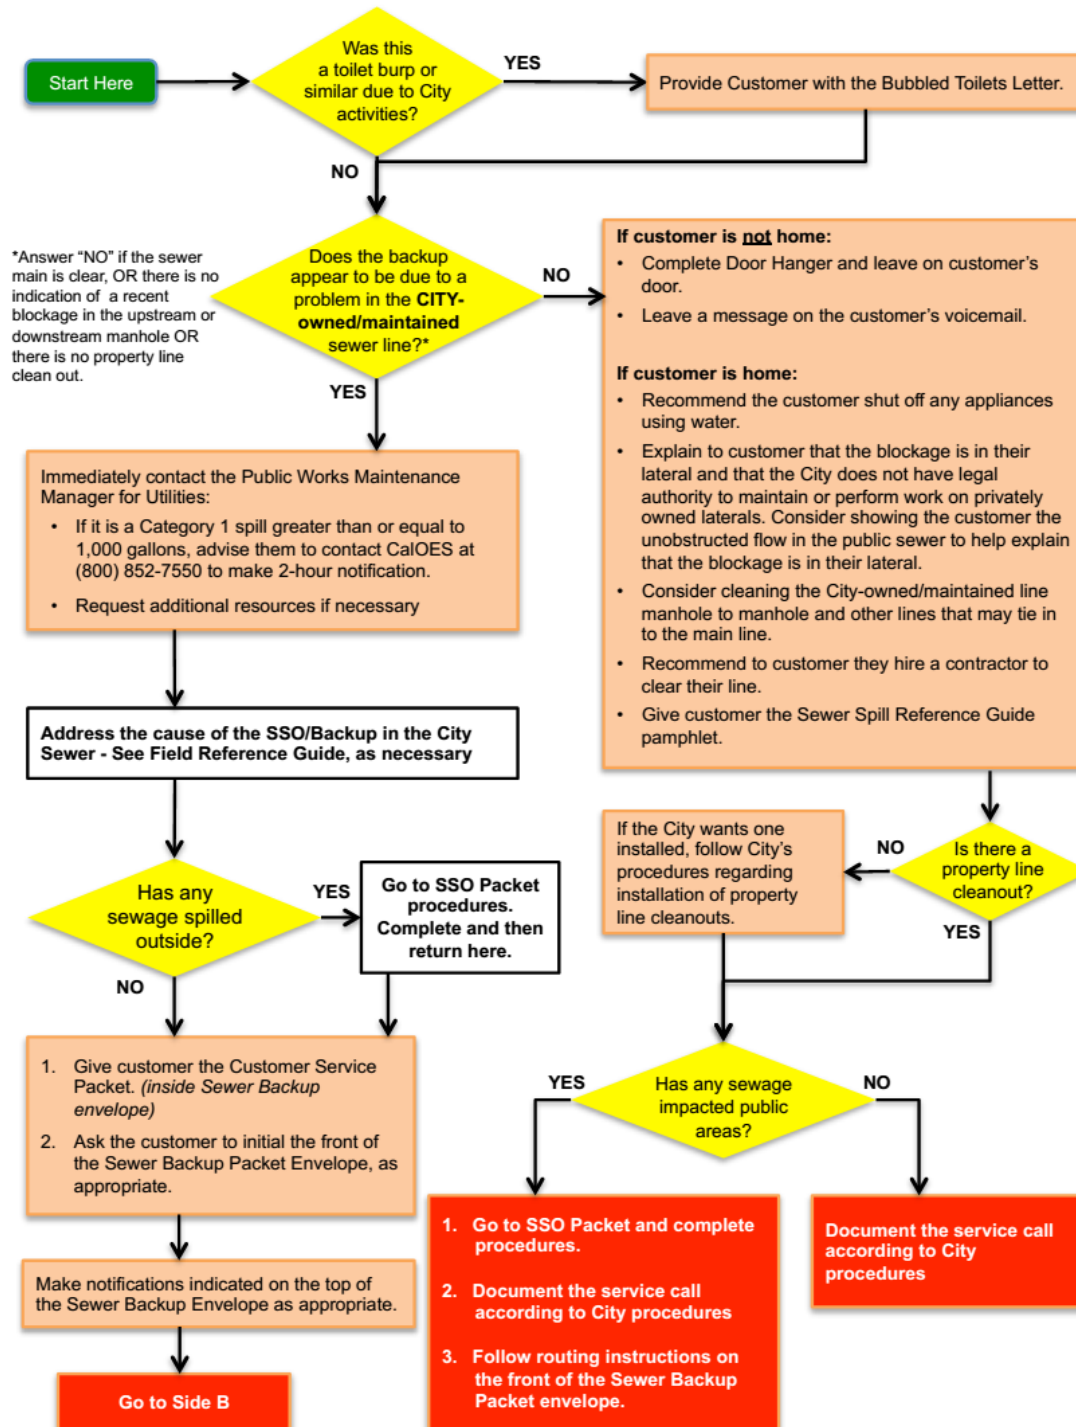 Start Here
Was this
a toilet burp or
similar due to City
activities?
YES
Provide Customer with the Bubbled Toilets Letter.
NO
*Answer “NO” if the sewer
main is clear, OR there is no
indication of  a recent
blockage in the upstream or
downstream manhole OR
there is no property line
clean out.
Does the backup
appear to be due to a
problem in the CITY-
owned/maintained
sewer line?*
NO
YES
If customer is not home:
• Complete Door Hanger and leave on customer’s
door.
• Leave a message on the customer’s voicemail.
If customer is home:
• Recommend the customer shut off any appliances
using water.
• Explain to customer that the blockage is in their
lateral and that the City does not have legal
authority to maintain or perform work on privately
owned laterals. Consider showing the customer the
unobstructed flow in the public sewer to help explain
that the blockage is in their lateral.
• Consider cleaning the City-owned/maintained line
manhole to manhole and other lines that may tie in
to the main line.
• Recommend to customer they hire a contractor to
clear their line.
• Give customer the Sewer Spill Reference Guide
pamphlet.
Immediately contact the Public Works Maintenance
Manager for Utilities:
• If it is a Category 1 spill greater than or equal to
1,000 gallons, advise them to contact CalOES at
(800) 852-7550 to make 2-hour notification.
• Request additional resources if necessary
Address the cause of the SSO/Backup in the City
Sewer - See Field Reference Guide, as necessary
Has any
sewage spilled
outside?
YES
NO
Go to SSO Packet
procedures.
Complete and then
return here.
If the City wants one
installed, follow City’s
procedures regarding
installation of property
line cleanouts.
NO
Is there a
property line
cleanout?
YES
1. Give customer the Customer Service
Packet. (inside Sewer Backup
envelope)
2. Ask the customer to initial the front of
the Sewer Backup Packet Envelope, as
appropriate.
YES
Has any sewage
impacted public
areas?
NO
Make notifications indicated on the top of
the Sewer Backup Envelope as appropriate.
Go to Side B
1. Go to SSO Packet and complete
procedures.
2. Document the service call
according to City procedures
3. Follow routing instructions on
the front of the Sewer Backup
Packet envelope.
Document the service call
according to City
procedures